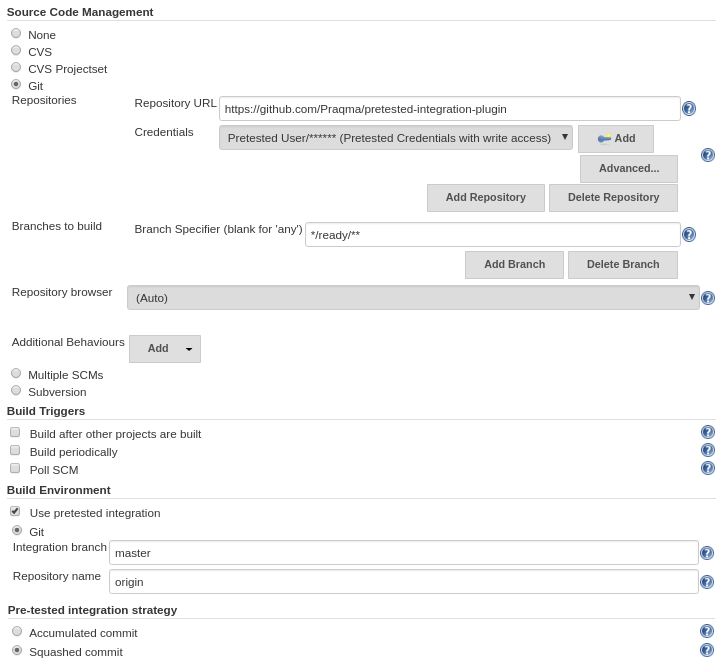 Source Code Management
None
CVS
CVS Projectset
Git
Repositories
Repository URL https://github.com/Praqma/pretested-integration-plugin
Credentials Pretested User/****** (Pretested Credentials with write access) Add
Advanced...
Add Repository Delete Repository
Branches to build
Branch Specifier (blank for 'any') */ready/**
Add Branch Delete Branch
Repository browser (Auto)
Additional Behaviours Add
Multiple SCMs
Subversion
Build Triggers
Build after other projects are built
Build periodically
Poll SCM
Build Environment
Use pretested integration
Git
Integration branch master
Repository name origin
Pre-tested integration strategy
Accumulated commit
Squashed commit